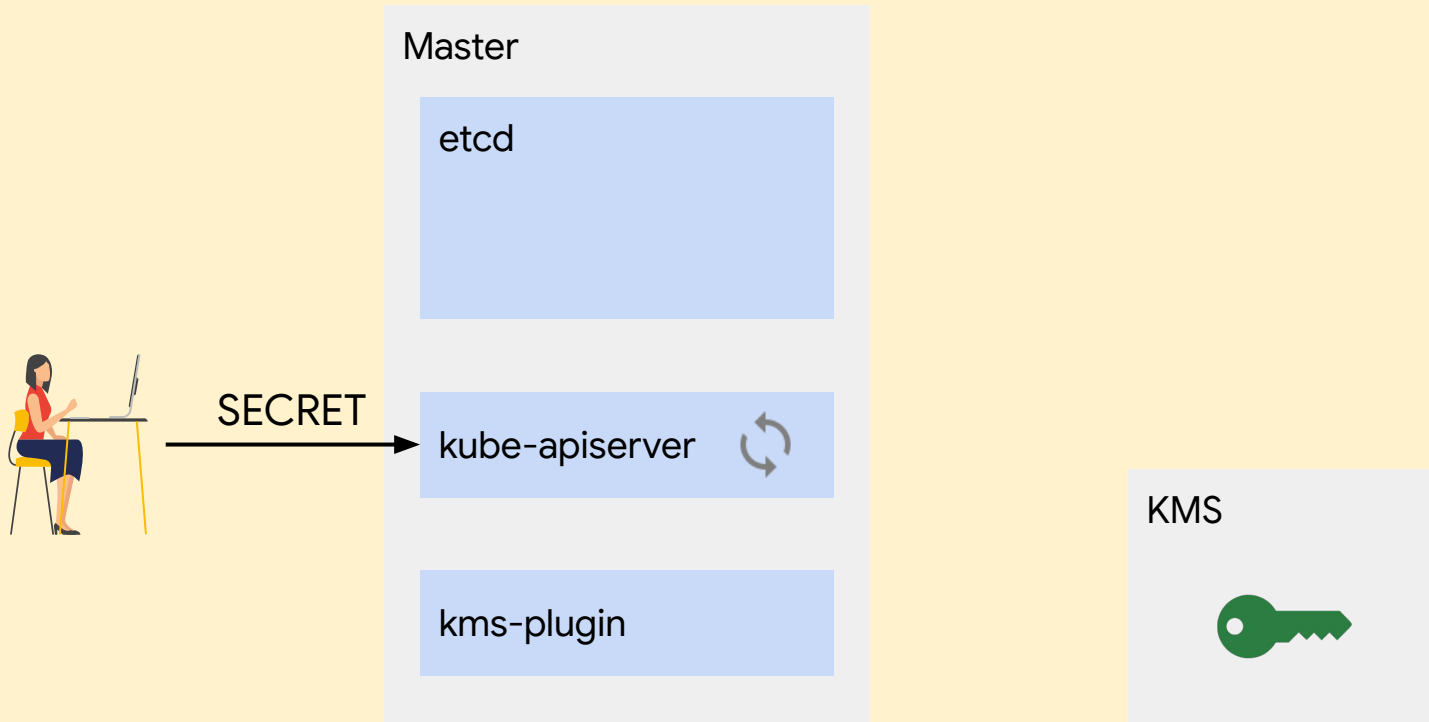 Master
etcd
SECRET
kube-apiserver
kms-plugin
KMS